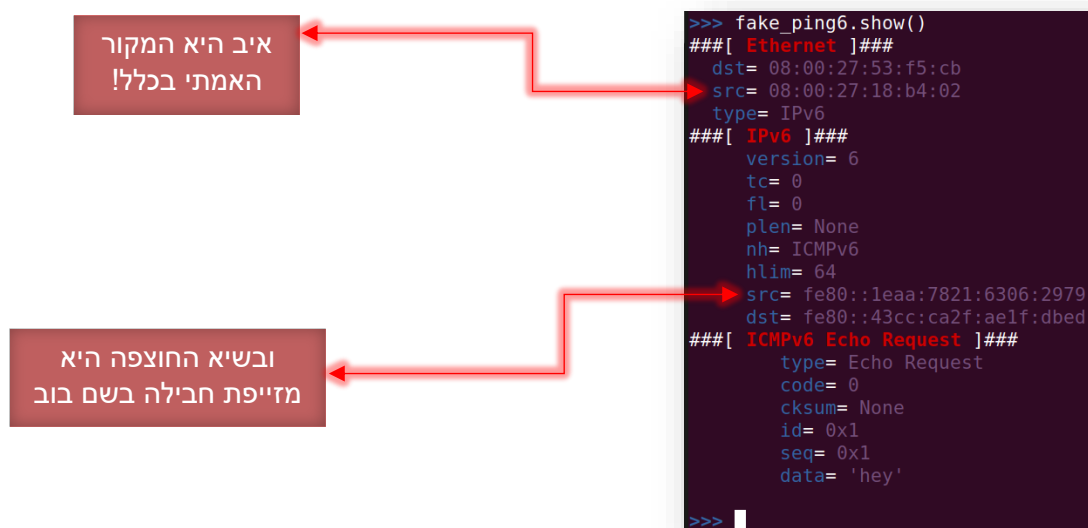 איב היא המקור
האמתי בכלל!
ובשיא החוצפה היא
מזייפת חבילה בשם בוב
>>> fake_ping6.show()
###[ Ethernet ]###
  dst= 08:00:27:53:f5:cb
  src= 08:00:27:18:b4:02
  type= IPv6
###[ IPv6 ]###
     version= 6
     tc= 0
     fl= 0
     plen= None
     nh= ICMPv6
     hlim= 64
     src= fe80::1eaa:7821:6306:2979
     dst= fe80::43cc:ca2f:ae1f:dbed
###[ ICMPv6 Echo Request ]###
        type= Echo Request
        code= 0
        cksum= None
        id= 0x1
        seq= 0x1
        data= 'hey'
>>>